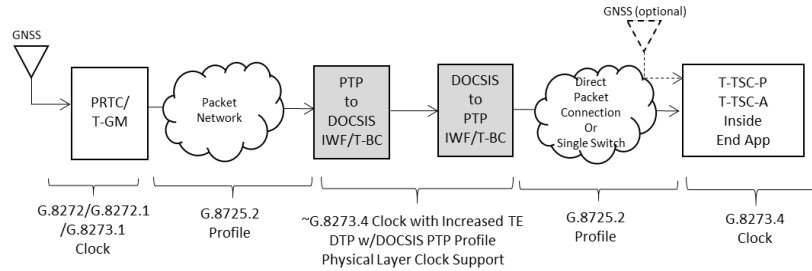 GNSS
GNSS (optional)
PRTC/
T-GM
Packet
Network
PTP
to
DOCSIS
IWF/T-BC
DOCSIS
to
PTP
IWF/T-BC
Direct
Packet
Connection
Or
Single Switch
T-TSC-P
T-TSC-A
Inside
End App
G.8272/G.8272.1
/G.8273.1
Clock
G.8725.2
Profile
~G.8273.4 Clock with Increased TE
DTP w/DOCSIS PTP Profile
Physical Layer Clock Support
G.8725.2
Profile
G.8273.4
Clock